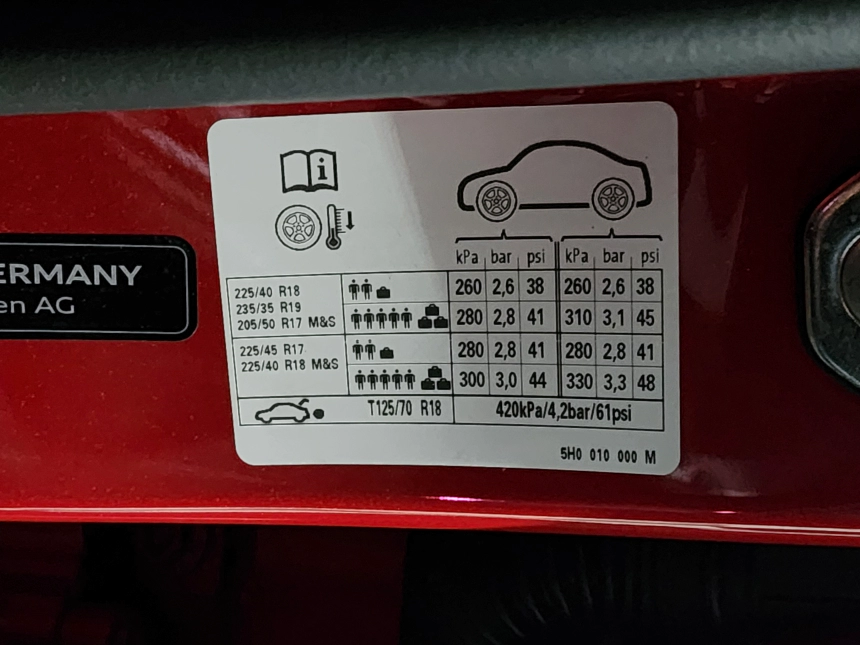 ERMANY
en AG
i
kPa bar psi kPa bar psi
225/40 R18
235/35 R19
205/50 R17 M&S
260 2,6 38 260 2,6 38
280 2,8 41 310 3,1 45
225/45 R17
225/40 R18 M&S
280 2,8 41 280 2,8 41
300 3,0 44 330 3,3 48
T125/70 R18 420kPa/4,2bar/61psi
5H0 010 000 M